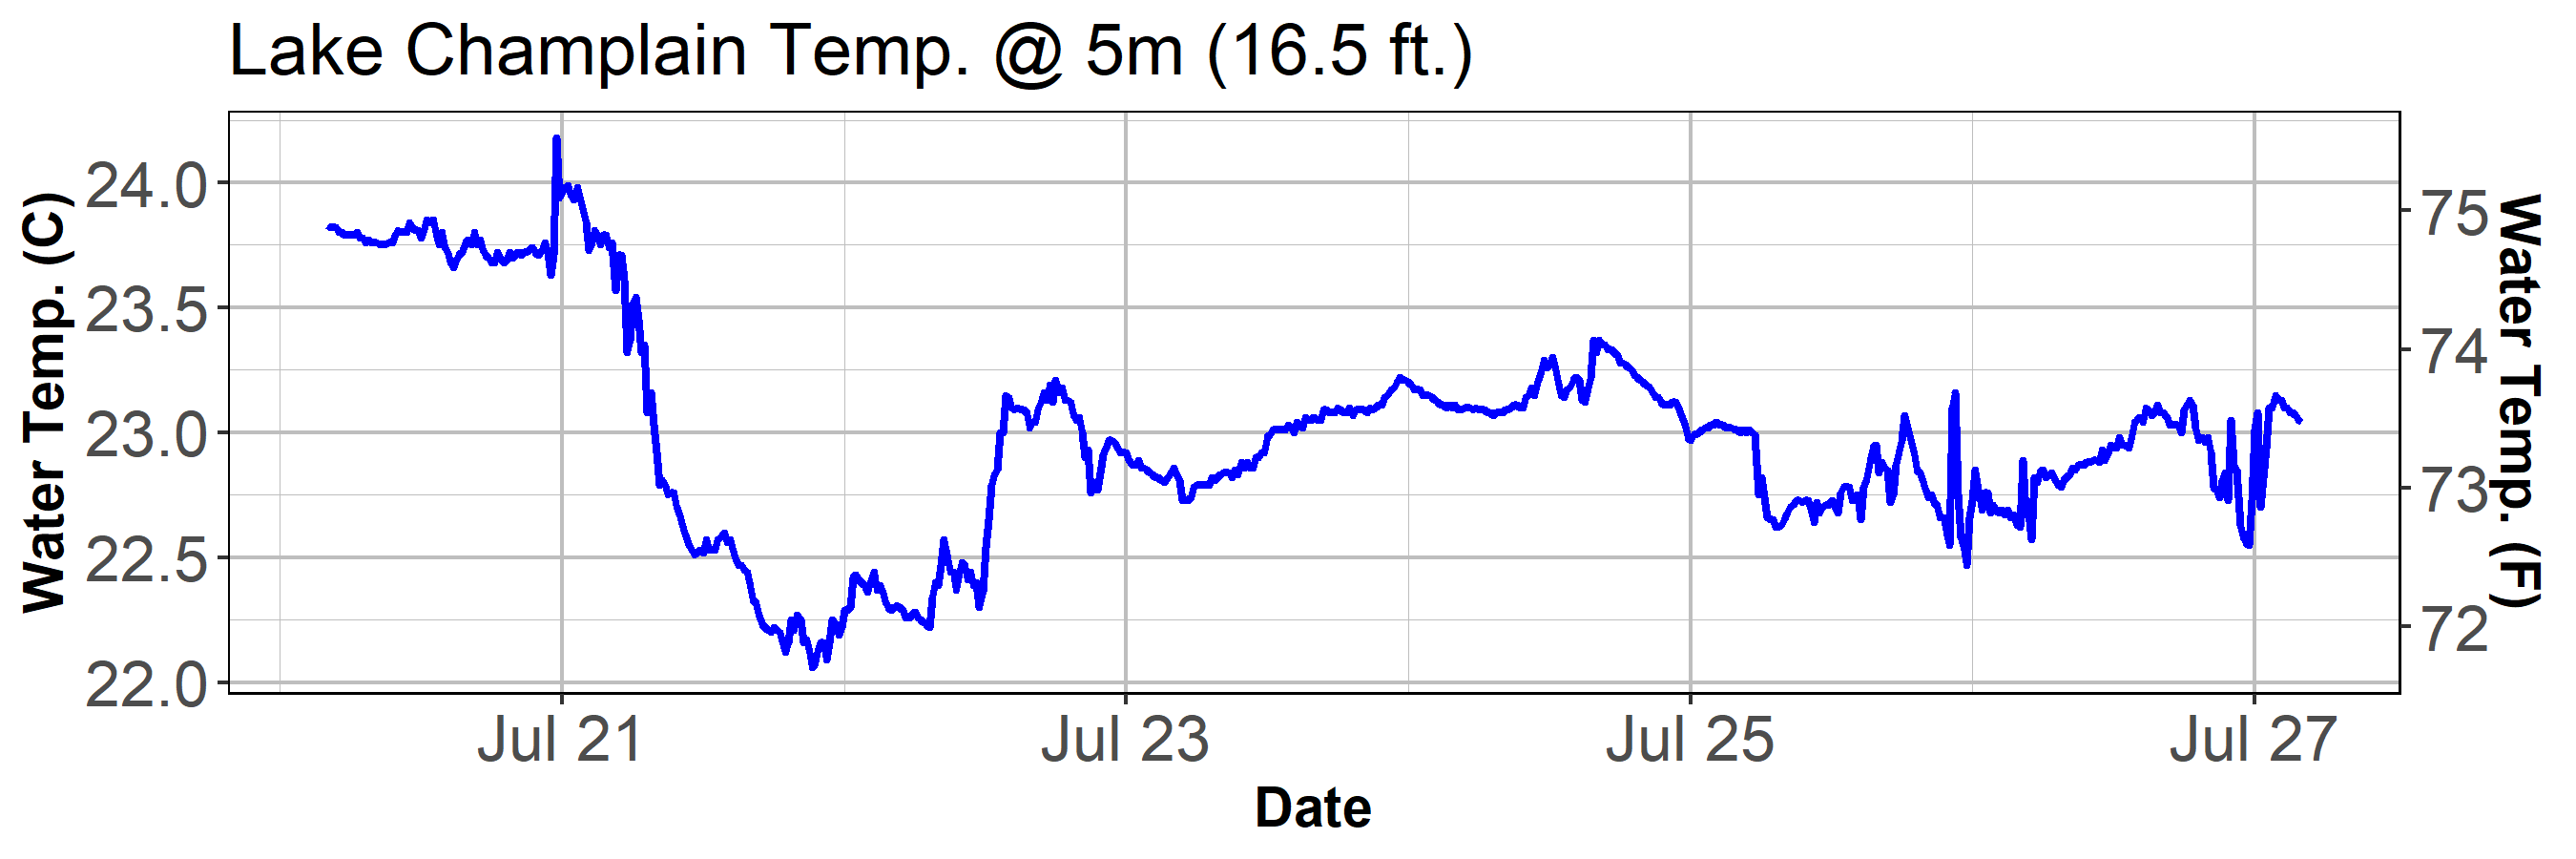 Lake Champlain Temp. @ 5m (16.5 ft.)
Water Temp. (C)
24.0
23.5
23.0
22.5
22.0
75
74
73
72
Water Temp. (F)
Jul 21
Jul 23
Jul 25
Jul 27
Date